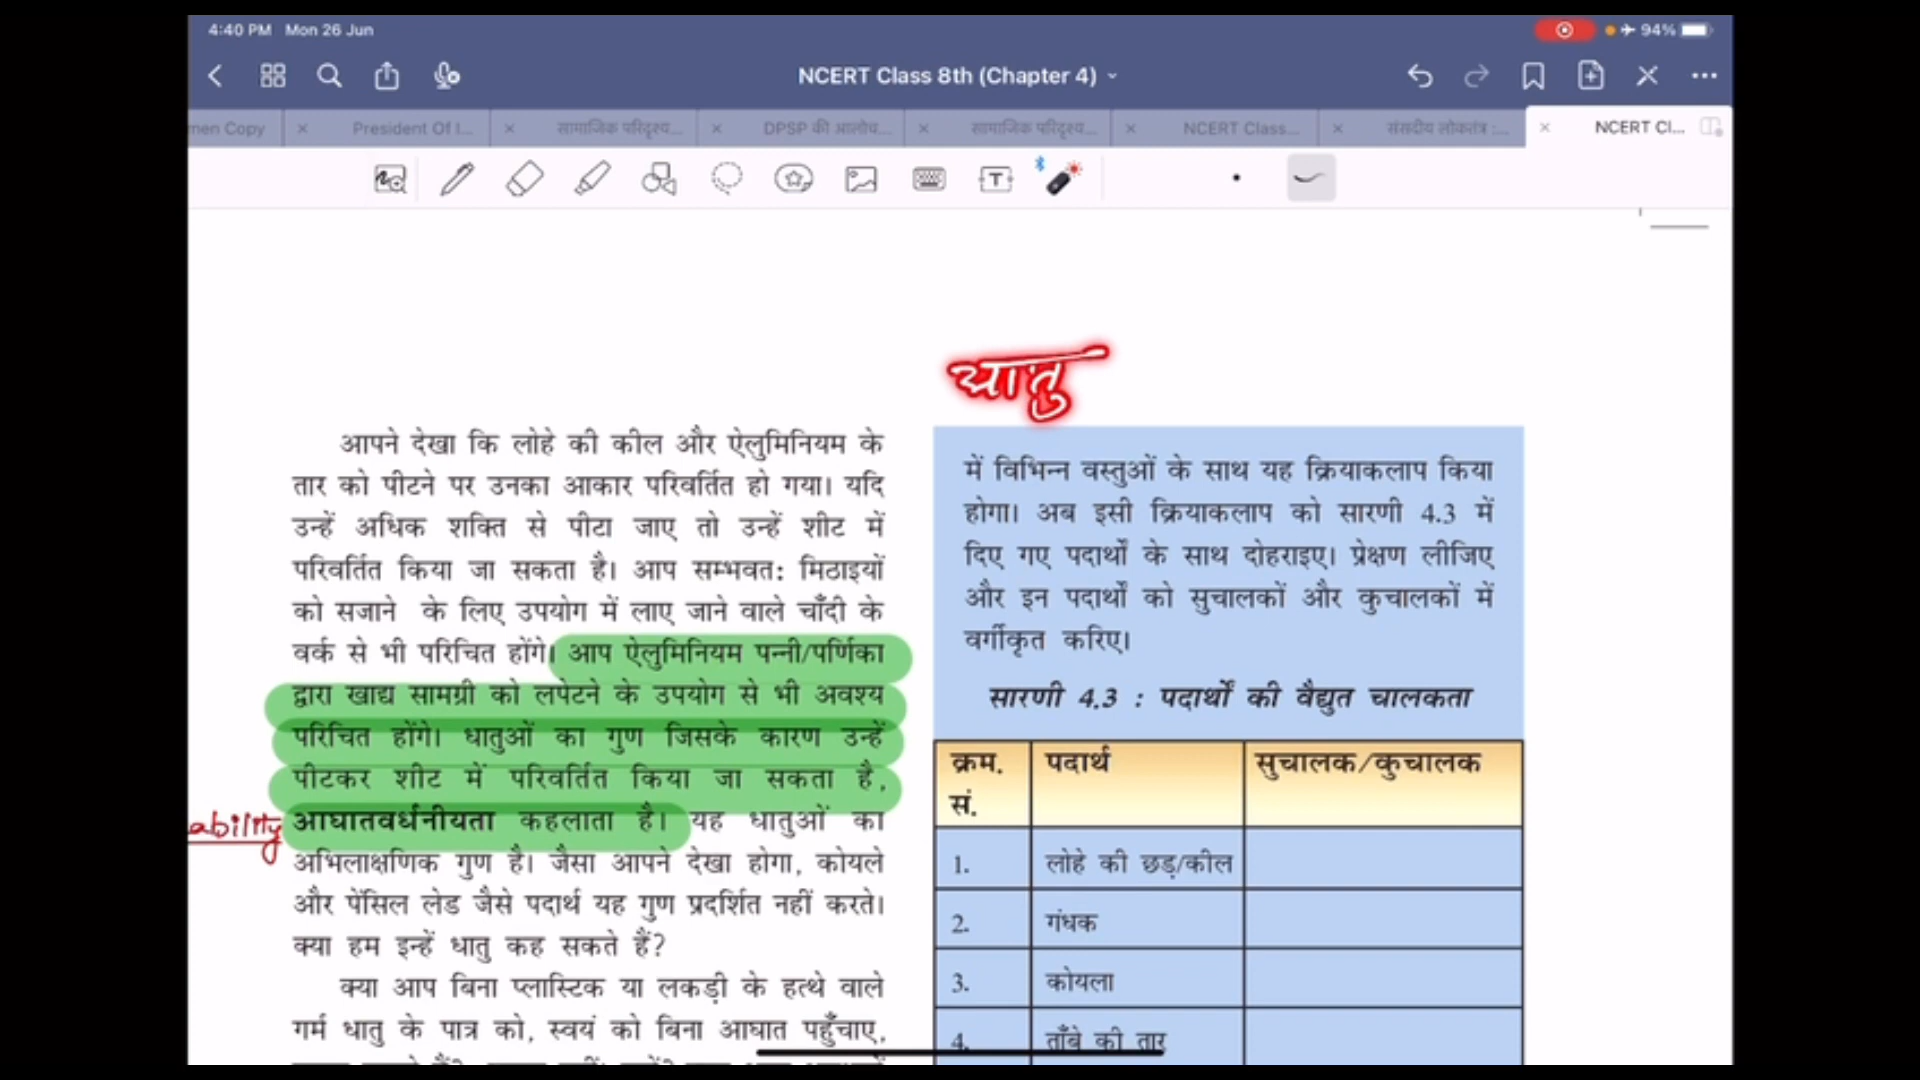 4:40 PM Mon 26 Jun
94%
NCERT Class 8th (Chapter 4)
men Copy
President Of I...
सामाजिक परिदृश्य...
DPSP की आलोच...
सामाजिक परिदृश्य...
NCERT Class...
संसदीय लोकतंत्र :...
NCERT Cl...
धातु
आपने देखा कि लोहे की कील और ऐलुमिनियम के
तार को पीटने पर उनका आकार परिवर्तित हो गया। यदि
उन्हें अधिक शक्ति से पीटा जाए तो उन्हें शीट में
परिवर्तित किया जा सकता है। आप सम्भवत: मिठाइयों
को सजाने के लिए उपयोग में लाए जाने वाले चाँदी के
वर्क से भी परिचित होंगे। आप ऐलुमिनियम पन्नी/पर्णिका
द्वारा खाद्य सामग्री को लपेटने के उपयोग से भी अवश्य
परिचित होंगे। धातुओं का गुण जिसके कारण उन्हें
पीटकर शीट में परिवर्तित किया जा सकता है,
ability
आघातवर्धनीयता कहलाता है। यह धातुओं का
अभिलाक्षणिक गुण है। जैसा आपने देखा होगा, कोयले
और पेंसिल लेड जैसे पदार्थ यह गुण प्रदर्शित नहीं करते।
क्या हम इन्हें धातु कह सकते हैं?
क्या आप बिना प्लास्टिक या लकड़ी के हत्थे वाले
गर्म धातु के पात्र को, स्वयं को बिना आघात पहुँचाए,
में विभिन्न वस्तुओं के साथ यह क्रियाकलाप किया
होगा। अब इसी क्रियाकलाप को सारणी 4.3 में
दिए गए पदार्थों के साथ दोहराइए। प्रेक्षण लीजिए
और इन पदार्थों को सुचालकों और कुचालकों में
वर्गीकृत करिए।
सारणी 4.3 : पदार्थों की वैद्युत चालकता
क्रम. सं. पदार्थ सुचालक/कुचालक
1. लोहे की छड़/कील
2. गंधक
3. कोयला
4. ताँबे की तार